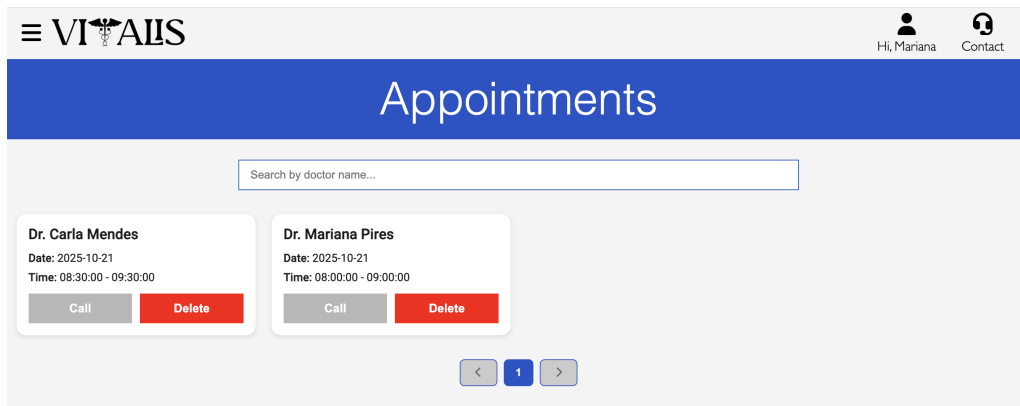 VITALIS
Hi, Mariana
Contact
Appointments
Search by doctor name...
Dr. Carla Mendes
Date: 2025-10-21
Time: 08:30:00 - 09:30:00
Call
Delete
Dr. Mariana Pires
Date: 2025-10-21
Time: 08:00:00 - 09:00:00
Call
Delete
1